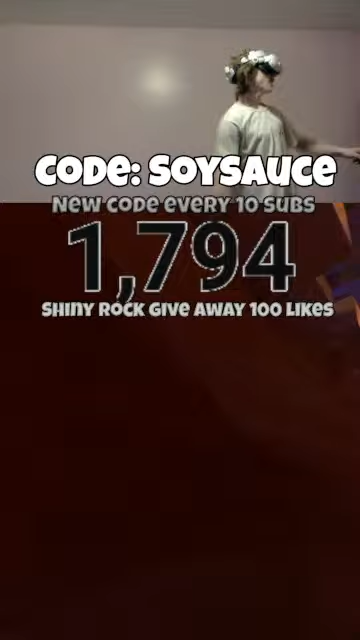 CODE: SOYSAUCE
NEW CODE EVERY 10 SUBS
1,794
SHINY ROCK GIVE AWAY 100 LIKES